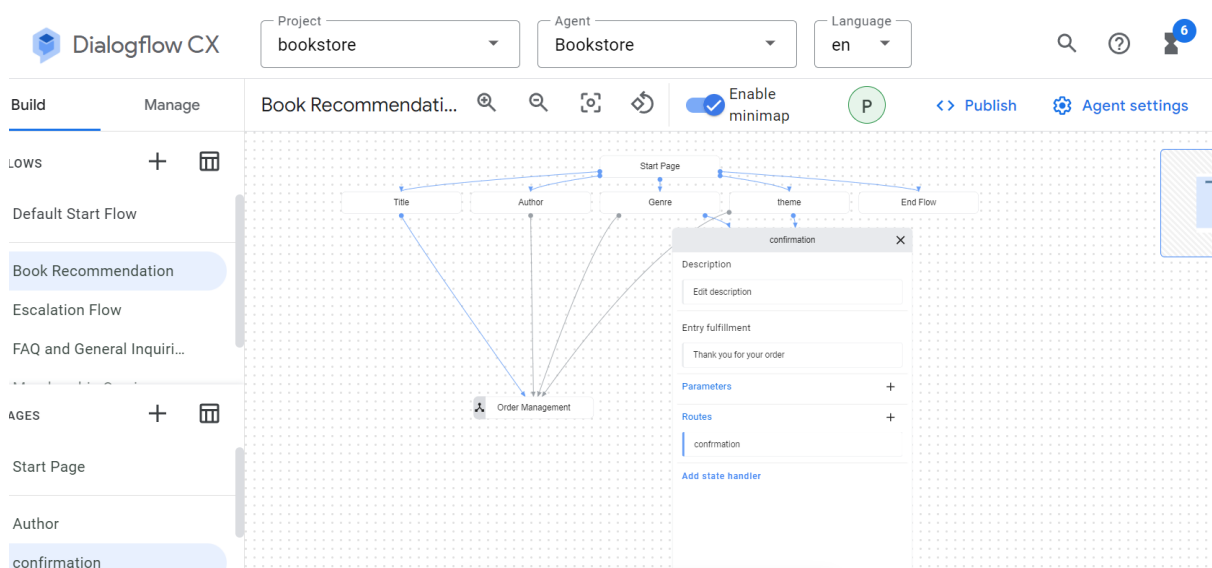 Dialogflow CX
Project
bookstore
Agent
Bookstore
Language
en
6
Build
Manage
Book Recommendati...
Enable
minimap
P
Publish
Agent settings
LOWS
Default Start Flow
Book Recommendation
Escalation Flow
FAQ and General Inquiri...
AGES
Start Page
Author
confirmation
Start Page
Title
Author
Genre
theme
End Flow
Order Management
confirmation
Description
Edit description
Entry fulfillment
Thank you for your order
Parameters
Routes
confrmation
Add state handler